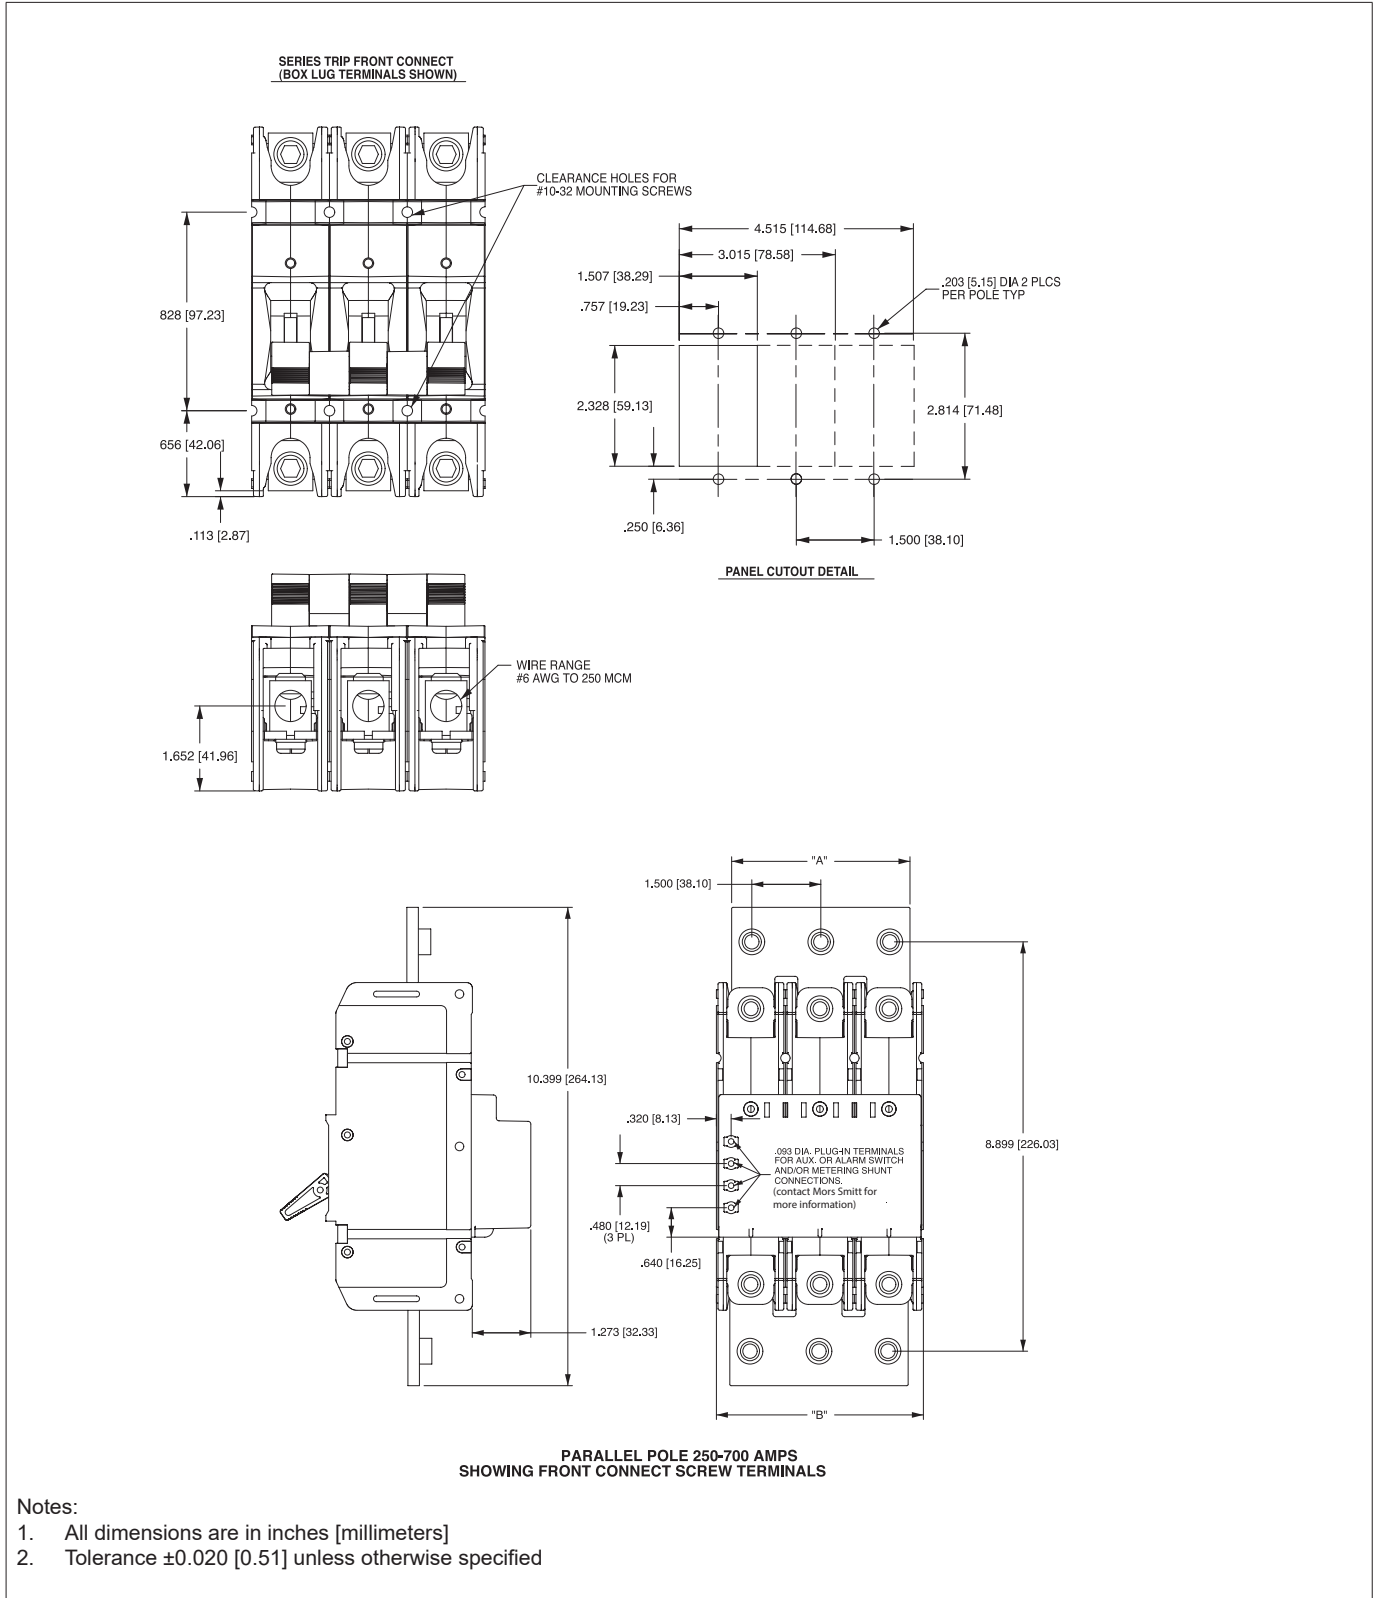 SERIES TRIP FRONT CONNECT
(BOX LUG TERMINALS SHOWN)
CLEARANCE HOLES FOR
#10-32 MOUNTING SCREWS
828 [97.23]
656 [42.06]
.113 [2.87]
4.515 [114.68]
3.015 [78.58]
1.507 [38.29]
.757 [19.23]
.203 [5.15] DIA 2 PLCS
PER POLE TYP
2.328 [59.13]
2.814 [71.48]
.250 [6.36]
1.500 [38.10]
PANEL CUTOUT DETAIL
WIRE RANGE
#6 AWG TO 250 MCM
1.652 [41.96]
"A"
1.500 [38.10]
10.399 [264.13]
.320 [8.13]
.093 DIA. PLUG-IN TERMINALS
FOR AUX. OR ALARM SWITCH
AND/OR METERING SHUNT
CONNECTIONS.
(contact Mors Smitt for
more information)
8.899 [226.03]
.480 [12.19]
(3 PL)
.640 [16.25]
1.273 [32.33]
"B"
PARALLEL POLE 250-700 AMPS
SHOWING FRONT CONNECT SCREW TERMINALS
Notes:
1. All dimensions are in inches [millimeters]
2. Tolerance ±0.020 [0.51] unless otherwise specified